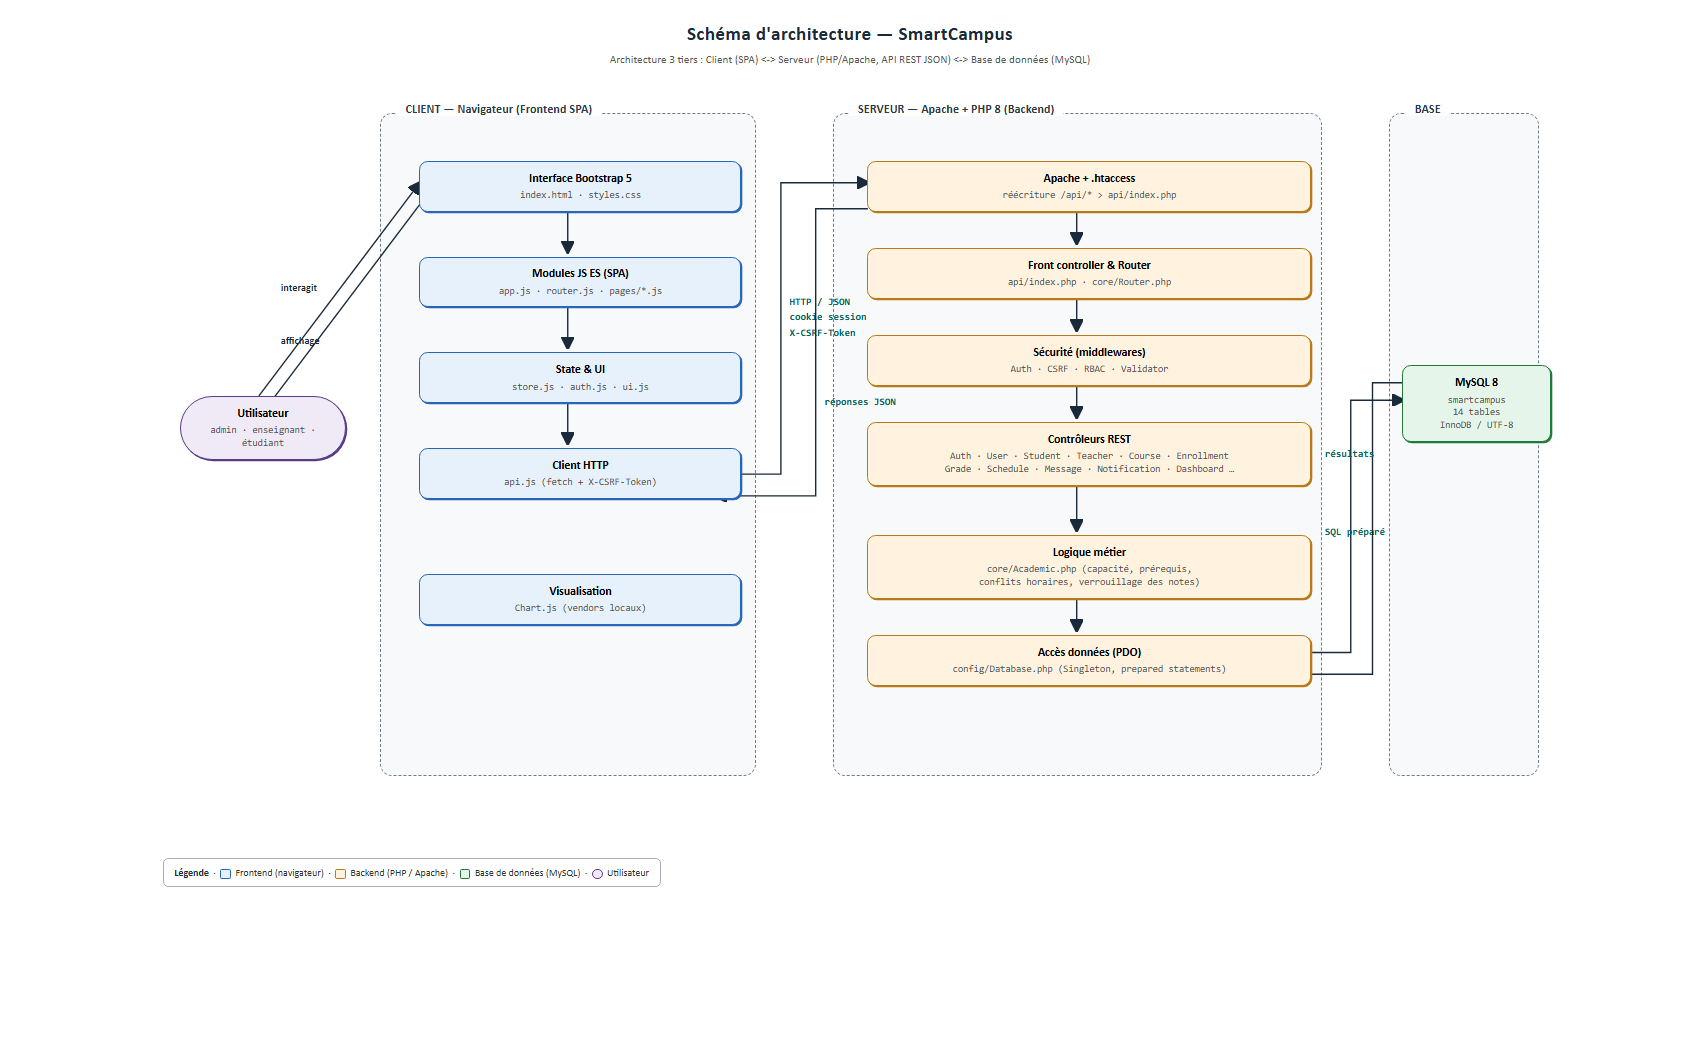 Schéma d'architecture — SmartCampus
Architecture 3 tiers : Client (SPA) <-> Serveur (PHP/Apache, API REST JSON) <-> Base de données (MySQL)
CLIENT — Navigateur (Frontend SPA)
Interface Bootstrap 5
index.html · styles.css
Modules JS ES (SPA)
app.js · router.js · pages/*.js
State & UI
store.js · auth.js · ui.js
Client HTTP
api.js (fetch + X-CSRF-Token)
Visualisation
Chart.js (vendors locaux)
interagit
affichage
Utilisateur
admin · enseignant ·
étudiant
HTTP / JSON
cookie session
X-CSRF-Token
réponses JSON
SERVEUR — Apache + PHP 8 (Backend)
Apache + .htaccess
réécriture /api/* > api/index.php
Front controller & Router
api/index.php · core/Router.php
Sécurité (middlewares)
Auth · CSRF · RBAC · Validator
Contrôleurs REST
Auth · User · Student · Teacher · Course · Enrollment
Grade · Schedule · Message · Notification · Dashboard …
Logique métier
core/Academic.php (capacité, prérequis,
conflits horaires, verrouillage des notes)
Accès données (PDO)
config/Database.php (Singleton, prepared statements)
résultats
SQL préparé
BASE
MySQL 8
smartcampus
14 tables
InnoDB / UTF-8
Légende · Frontend (navigateur) · Backend (PHP / Apache) · Base de données (MySQL) · Utilisateur